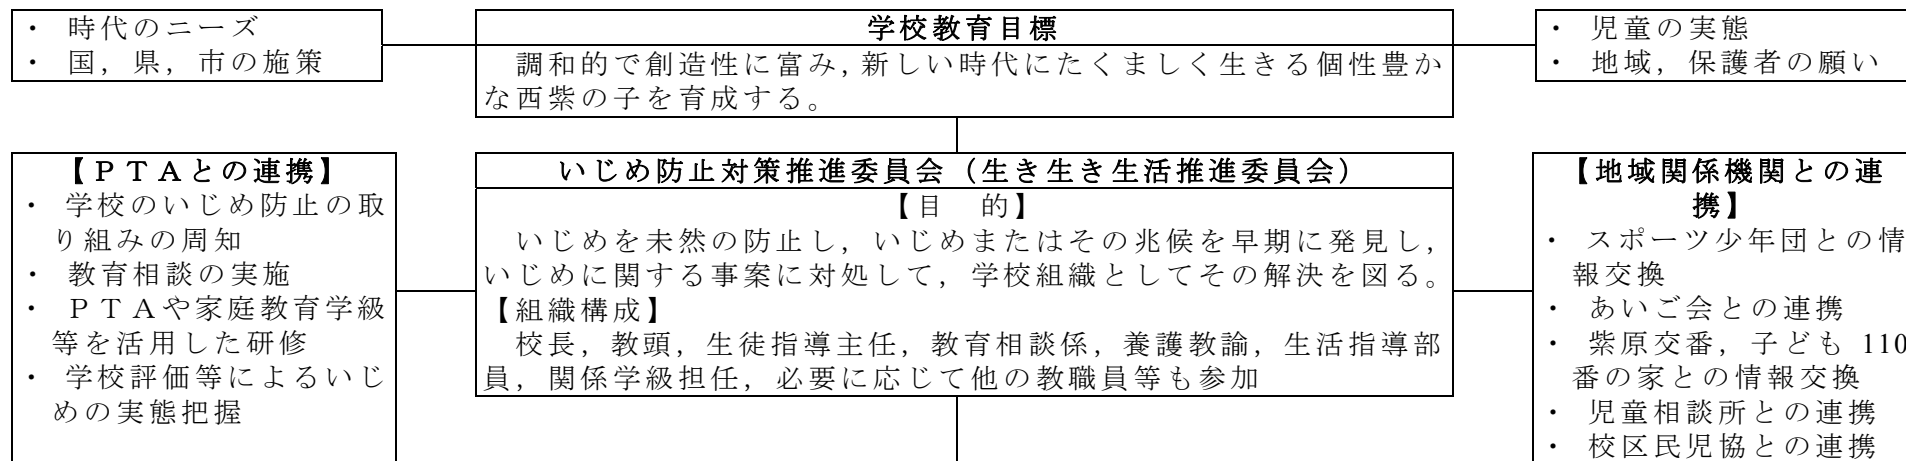 ・ 時代のニーズ
・ 国，県，市の施策
学校教育目標
調和的で創造性に富み，新しい時代にたくましく生きる個性豊か
な西紫の子を育成する。
・ 児童の実態
・ 地域，保護者の願い
【ＰＴＡとの連携】
・ 学校のいじめ防止の取
り組みの周知
・ 教育相談の実施
・ ＰＴＡや家庭教育学級
等を活用した研修
・ 学校評価等によるいじ
めの実態把握
いじめ防止対策推進委員会（生き生き生活推進委員会）
【目　的】
いじめを未然の防止し，いじめまたはその兆候を早期に発見し，
いじめに関する事案に対処して，学校組織としてその解決を図る。
【組織構成】
校長，教頭，生徒指導主任，教育相談係，養護教諭，生活指導部
員，関係学級担任，必要に応じて他の教職員等も参加
【地域関係機関との連
携】
・ スポーツ少年団との情
報交換
・ あいご会との連携
・ 紫原交番，子ども 110
番の家との情報交換
・ 児童相談所との連携
・ 校区民児協との連携